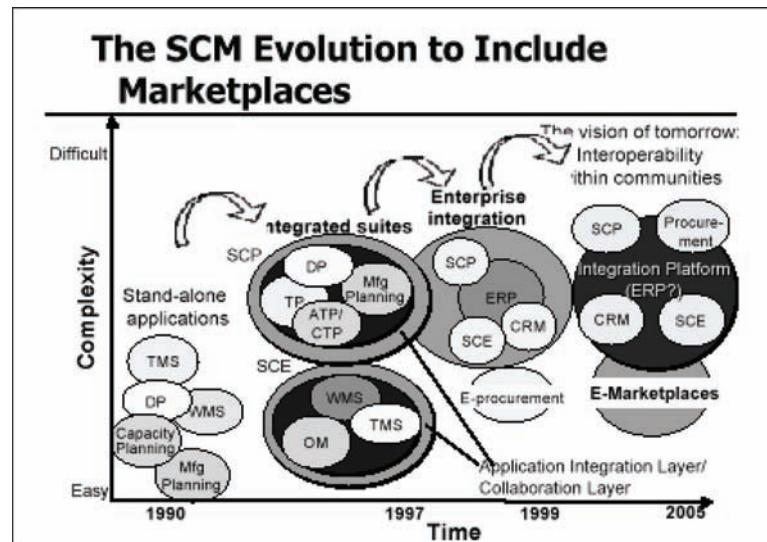 The SCM Evolution to Include
Marketplaces
Difficult
Complexity
Easy
Stand-alone
applications
TMS
DP
WMS
Capacity
Planning
Mfg
Planning
ntegrated suites
SCP
DP
TP
Mfg
Planning
ATP/
CTP
SCE
WMS
TMS
OM
Enterprise
integration
SCP
ERP
SCE
CRM
E-procurement
The vision of tomorrow:
Interoperability
within communities
SCP
Procure-
ment
Integration Platform
(ERP?)
CRM
SCE
E-Marketplaces
Application Integration Layer/
Collaboration Layer
1990
1997
1999
2005
Time